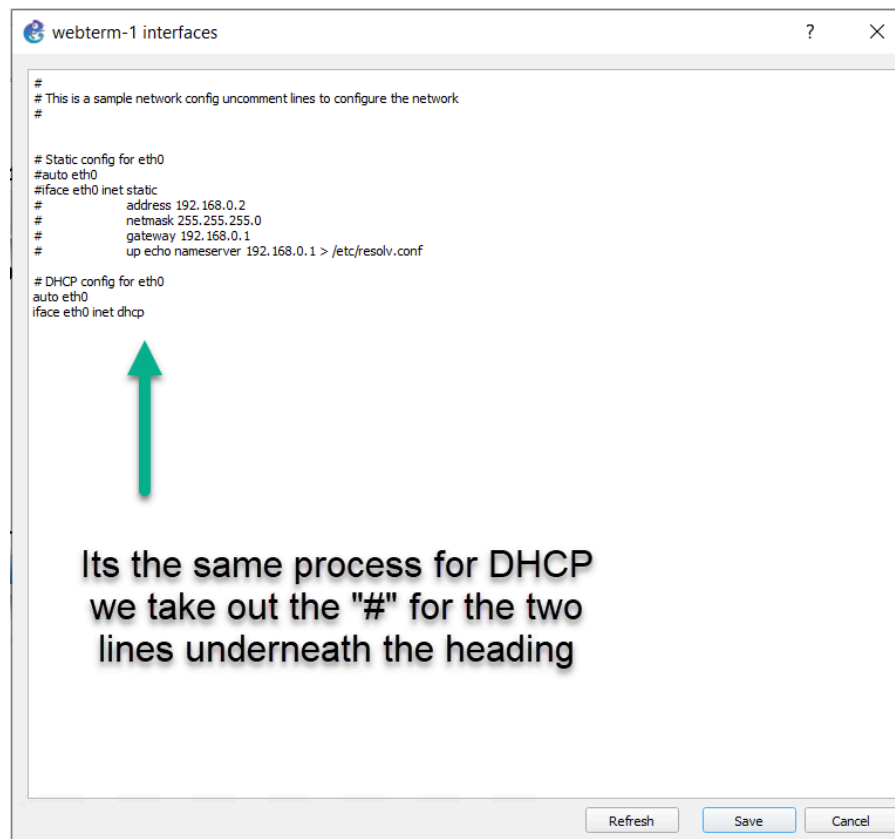 webterm-1 interfaces
#
# This is a sample network config uncomment lines to configure the network
#
# Static config for eth0
#auto eth0
#iface eth0 inet static
# address 192.168.0.2
# netmask 255.255.255.0
# gateway 192.168.0.1
# up echo nameserver 192.168.0.1 > /etc/resolv.conf
# DHCP config for eth0
auto eth0
iface eth0 inet dhcp
Its the same process for DHCP
we take out the "#" for the two
lines underneath the heading
Refresh Save Cancel